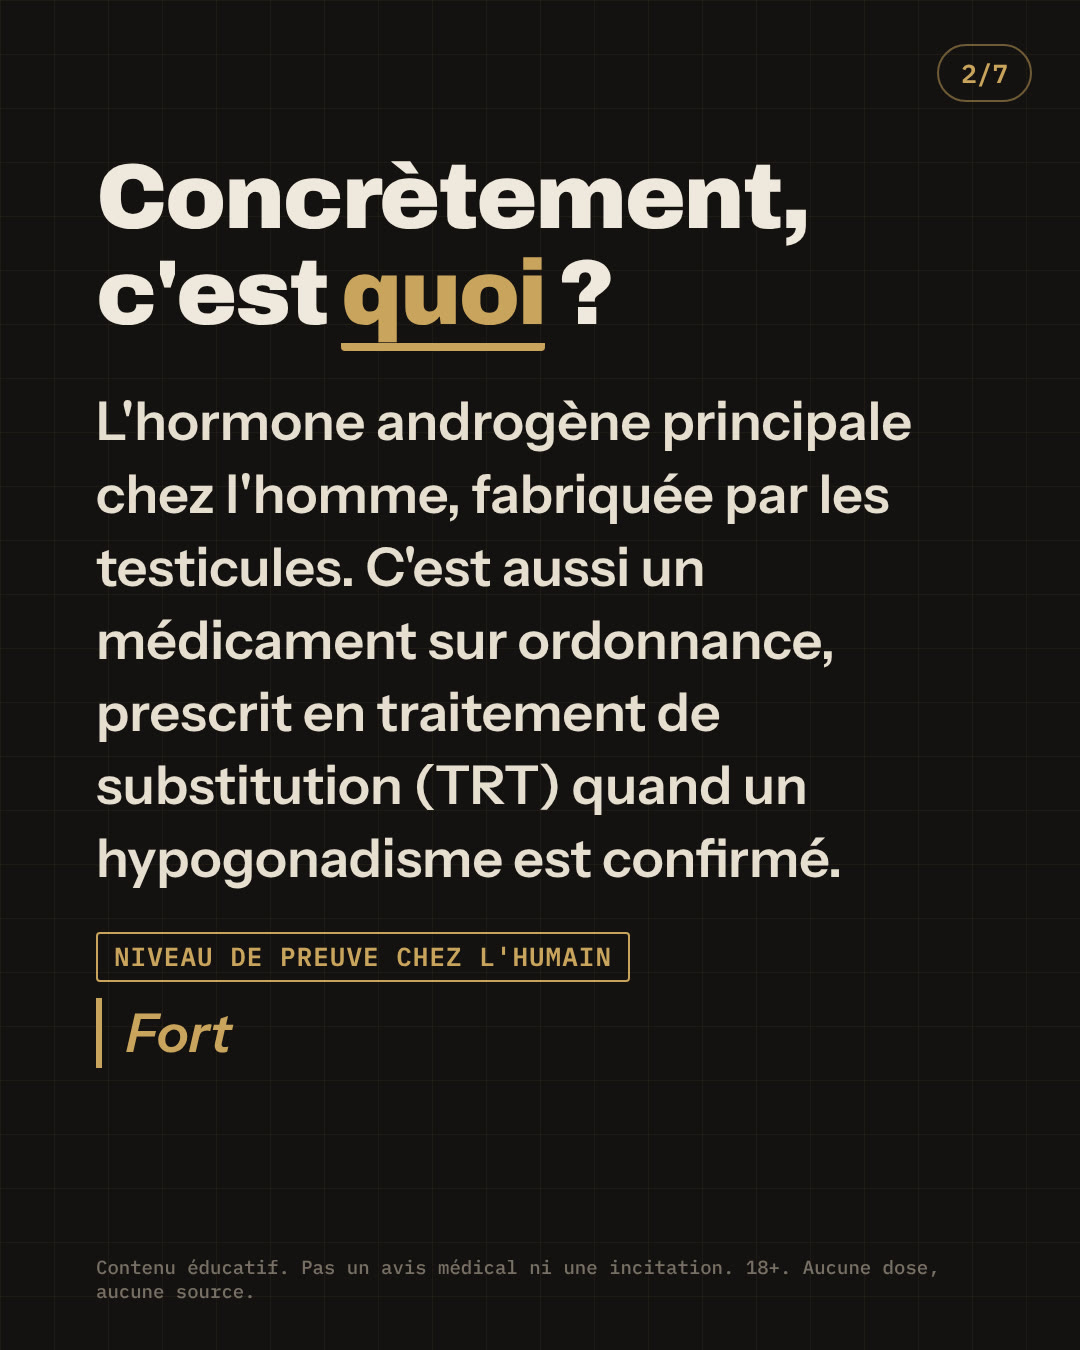 2/7
Concrètement,
c'est quoi ?
L'hormone androgène principale
chez l'homme, fabriquée par les
testicules. C'est aussi un
médicament sur ordonnance,
prescrit en traitement de
substitution (TRT) quand un
hypogonadisme est confirmé.
NIVEAU DE PREUVE CHEZ L'HUMAIN
Fort
Contenu éducatif. Pas un avis médical ni une incitation. 18+. Aucune dose,
aucune source.